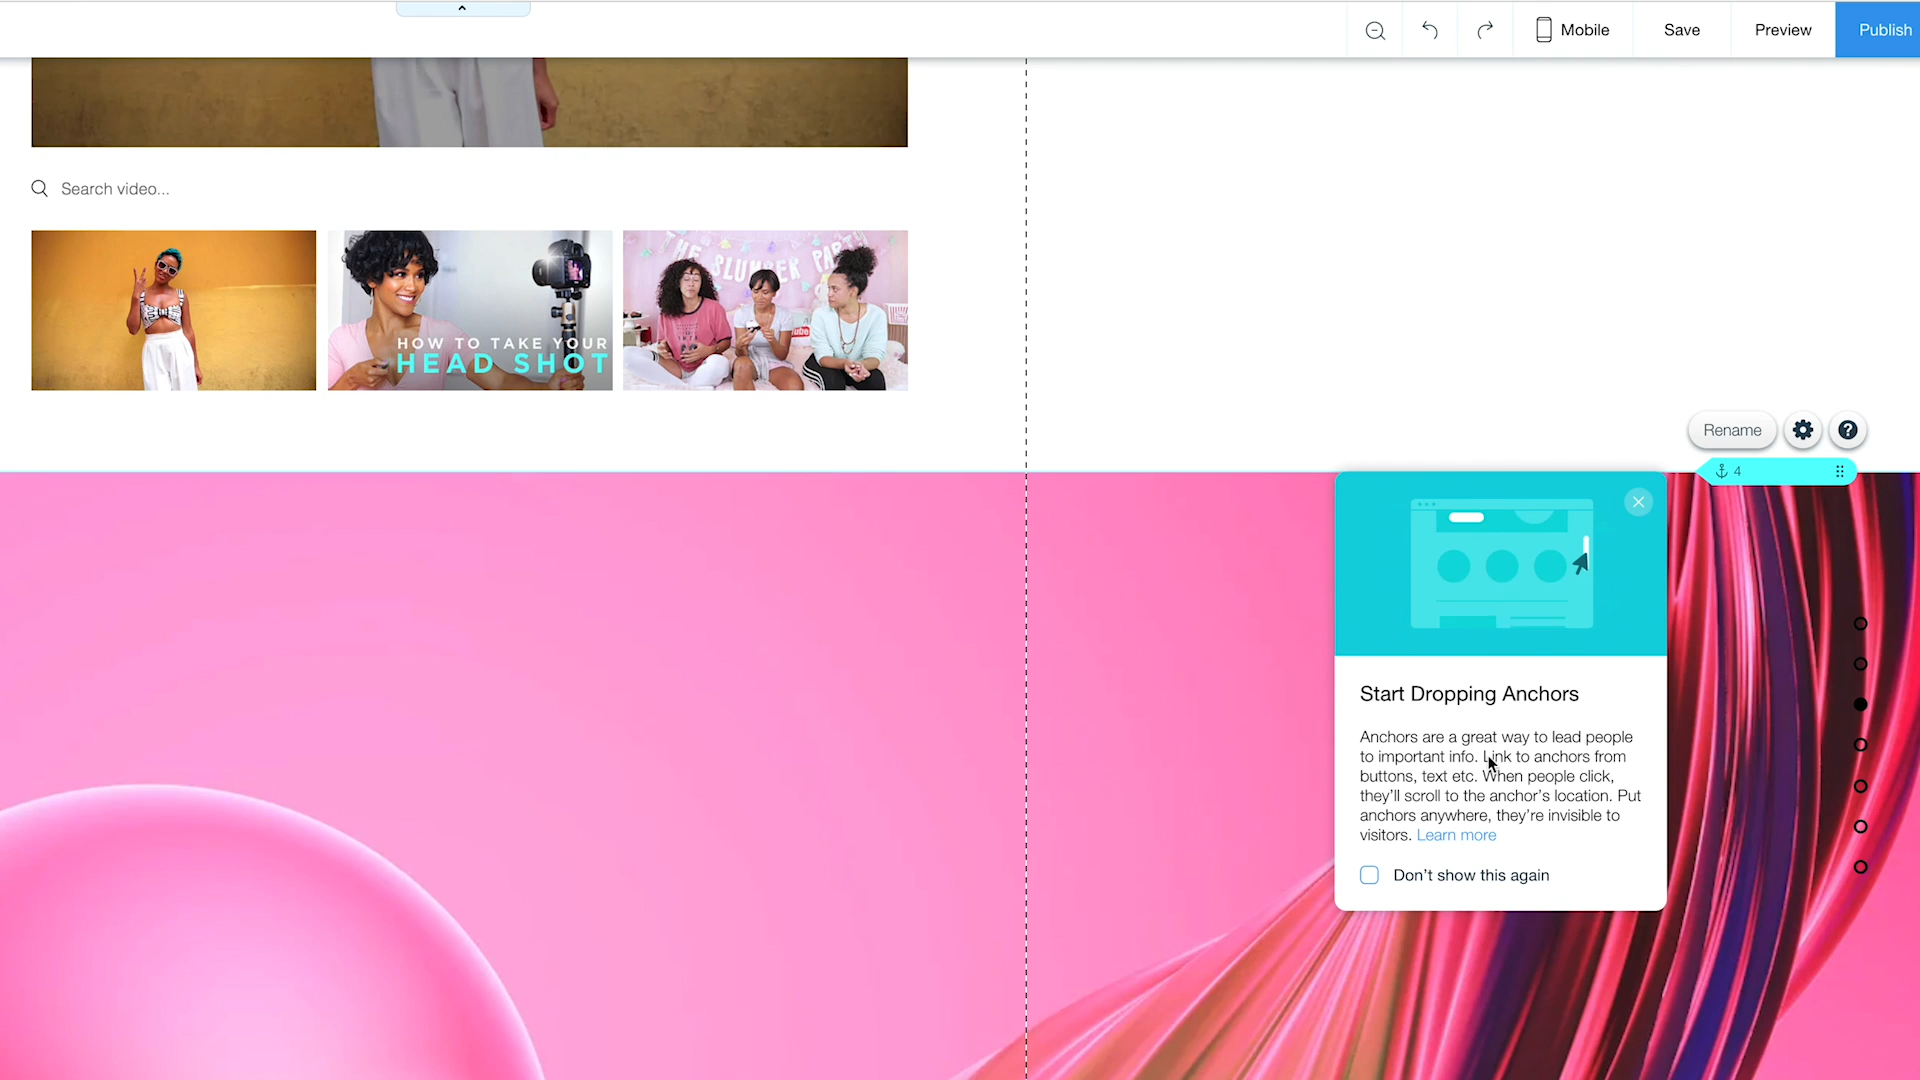 Mobile
Save
Preview
Publish
Search video...
HOW TO TAKE YOUR
HEAD SHOT
THE SLUMBER PARTY
Rename
4
Start Dropping Anchors
Anchors are a great way to lead people
to important info. Link to anchors from
buttons, text etc. When people click,
they'll scroll to the anchor's location. Put
anchors anywhere, they're invisible to
visitors. Learn more
Don't show this again